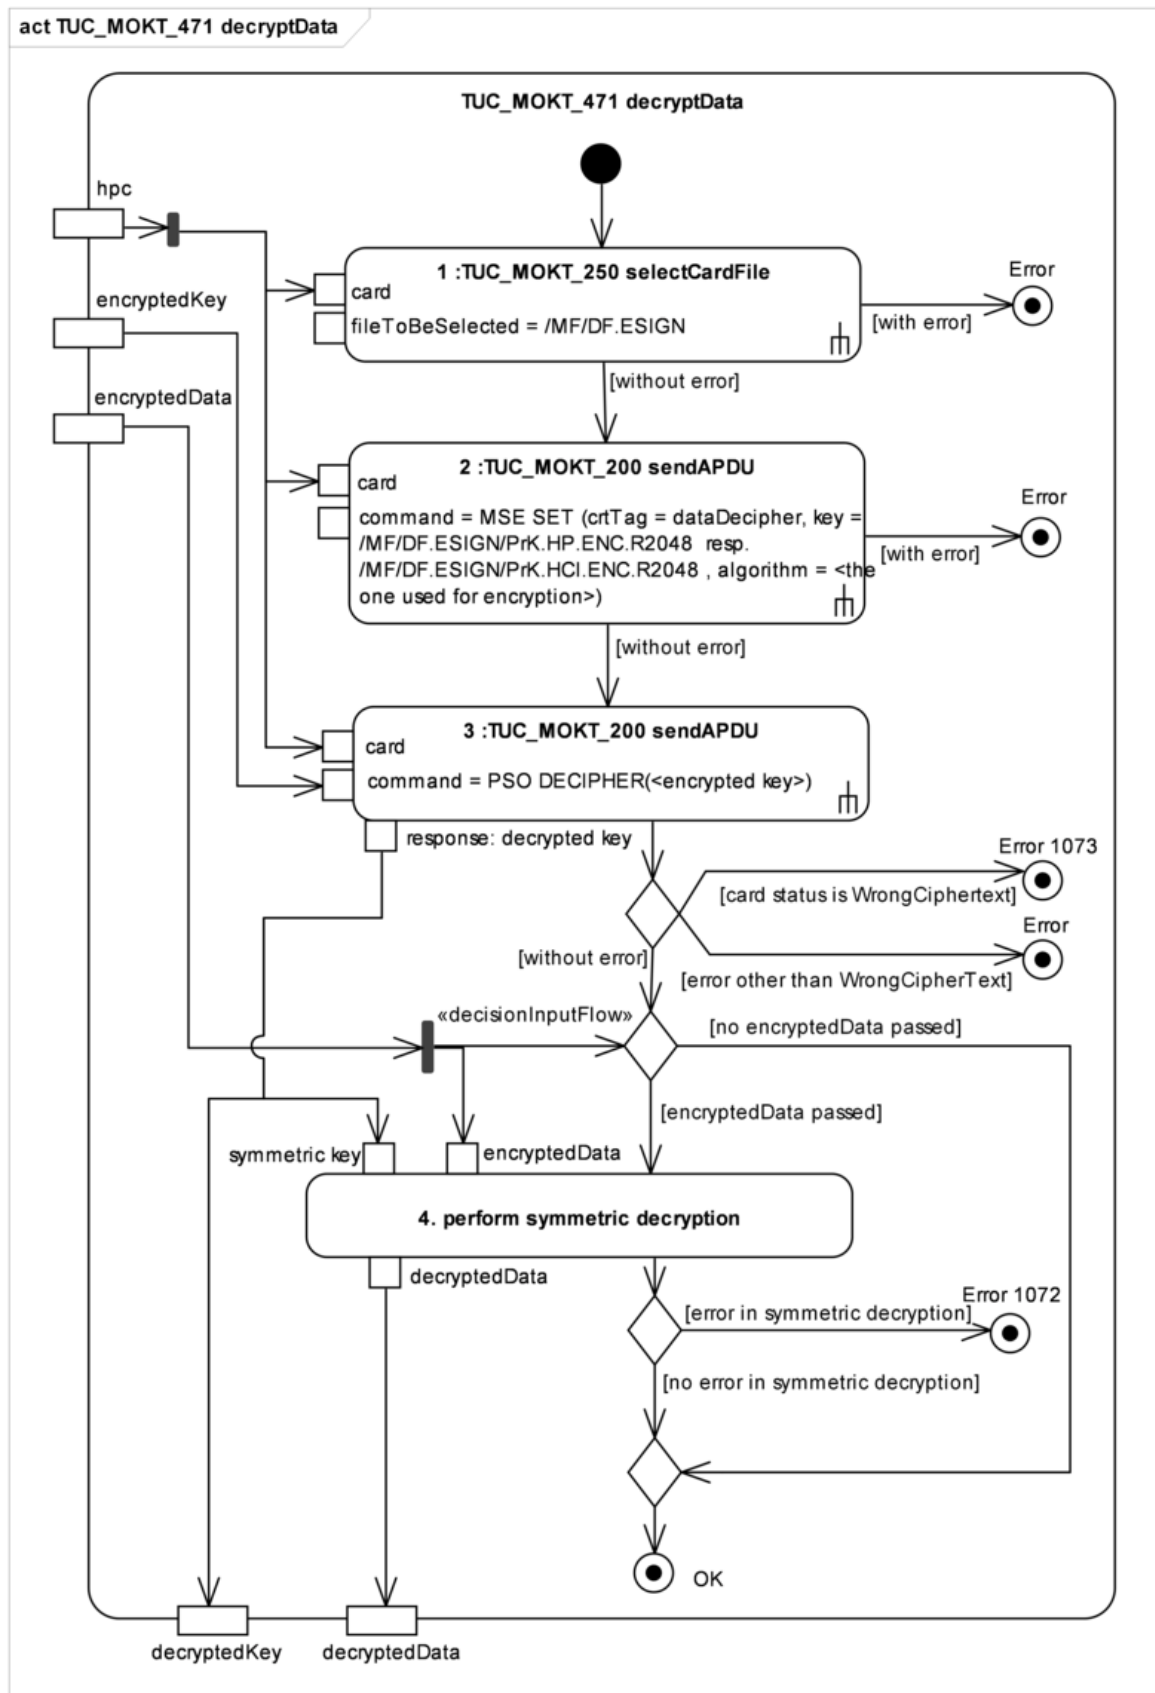 act TUC_MOKT_471 decryptData
TUC_MOKT_471 decryptData
hpc
1 :TUC_MOKT_250 selectCardFile
card
fileToBeSelected = /MF/DF.ESIGN
Error
[with error]
encryptedKey
[without error]
encryptedData
2 :TUC_MOKT_200 sendAPDU
card
command = MSE SET (crtTag = dataDecipher, key =
/MF/DF.ESIGN/PrK.HP.ENC.R2048 resp.
/MF/DF.ESIGN/PrK.HCI.ENC.R2048 , algorithm = <the
one used for encryption>)
Error
[with error]
[without error]
3 :TUC_MOKT_200 sendAPDU
card
command = PSO DECIPHER(<encrypted key>)
response: decrypted key
Error 1073
[card status is WrongCiphertext]
Error
[without error]
[error other than WrongCipherText]
«decisionInputFlow»
[no encryptedData passed]
[encryptedData passed]
symmetric key
encryptedData
4. perform symmetric decryption
decryptedData
Error 1072
[error in symmetric decryption]
[no error in symmetric decryption]
OK
decryptedKey
decryptedData